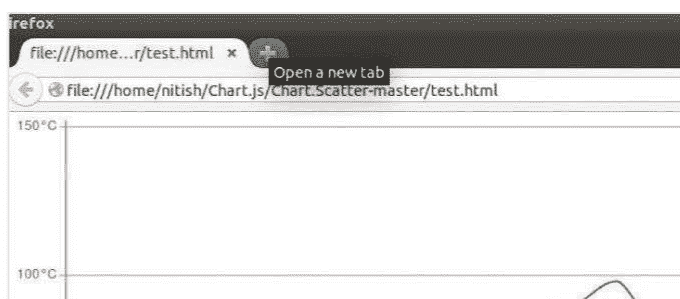 irefox
file:///home...r/test.html ×
Open a new tab
file:///home/nitish/Chart.js/Chart.Scatter-master/test.html
150°C
100°C